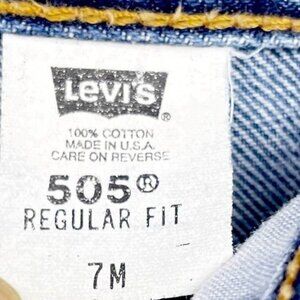 Levi's
®
100% COTTON
MADE IN U.S.A.
CARE ON REVERSE
505®
REGULAR FIT
7M